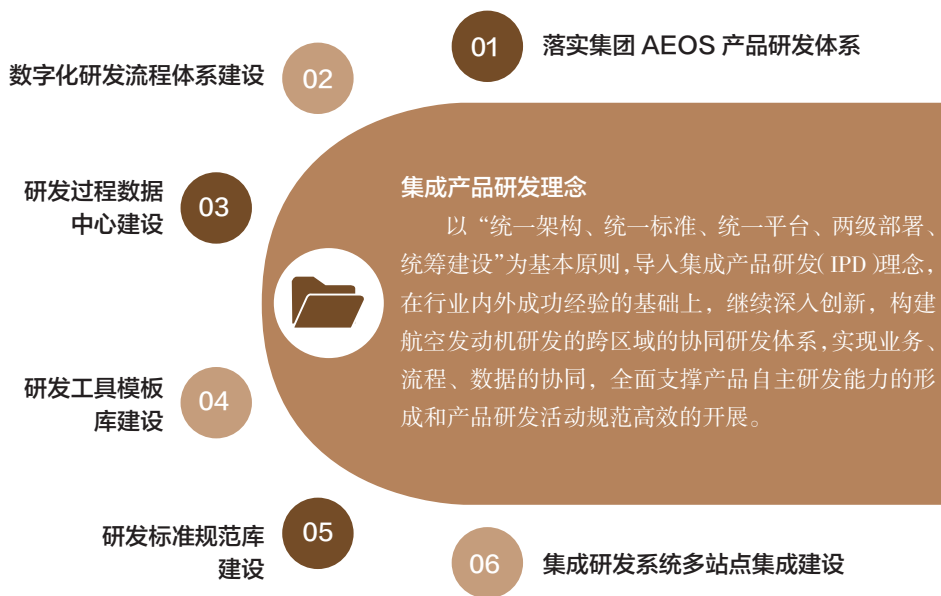 01
落实集团 AEOS 产品研发体系
数字化研发流程体系建设
02
研发过程数据
中心建设
03
集成产品研发理念
以“统一架构、统一标准、统一平台、两级部署、
统筹建设”为基本原则,导入集成产品研发( IPD )理念,
在行业内外成功经验的基础上，继续深入创新，构建
航空发动机研发的跨区域的协同研发体系,实现业务、
流程、数据的协同，全面支撑产品自主研发能力的形
成和产品研发活动规范高效的开展。
研发工具模板
库建设
04
研发标准规范库
建设
05
06
集成研发系统多站点集成建设